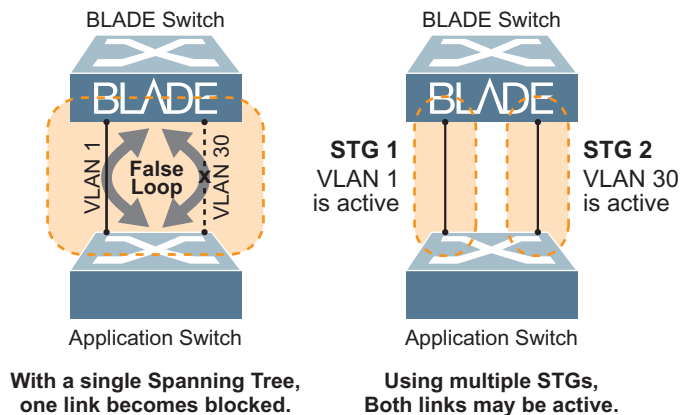 BLADE Switch
BLADE
VLAN 1
False
Loop
x
VLAN 30
Application Switch
With a single Spanning Tree,
one link becomes blocked.
BLADE Switch
BLADE
STG 1
VLAN 1
is active
STG 2
VLAN 30
is active
Application Switch
Using multiple STGs,
Both links may be active.